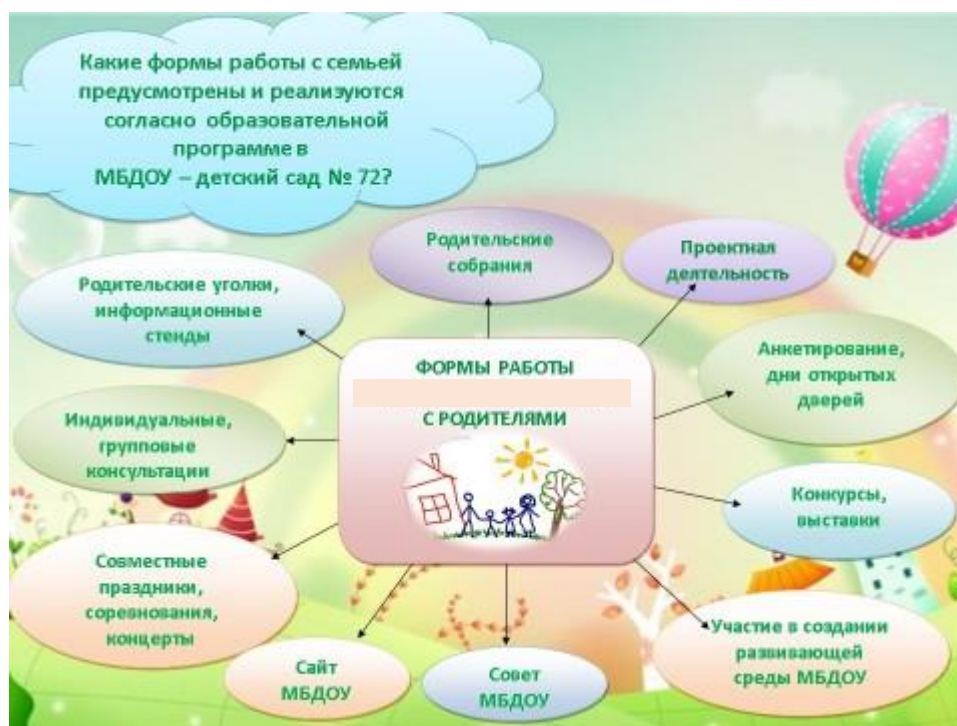 Какие формы работы с семьей
предусмотрены и реализуются
согласно образовательной
программе в
МБДОУ – детский сад № 72?
Родительские
собрания
Проектная
деятельность
Родительские уголки,
информационные
стенды
ФОРМЫ РАБОТЫ
С РОДИТЕЛЯМИ
Анкетирование,
дни открытых
дверей
Индивидуальные,
групповые
консультации
Конкурсы,
выставки
Совместные
праздники,
соревнования,
концерты
Участие в создании
развивающей
среды МБДОУ
Сайт
МБДОУ
Совет
МБДОУ